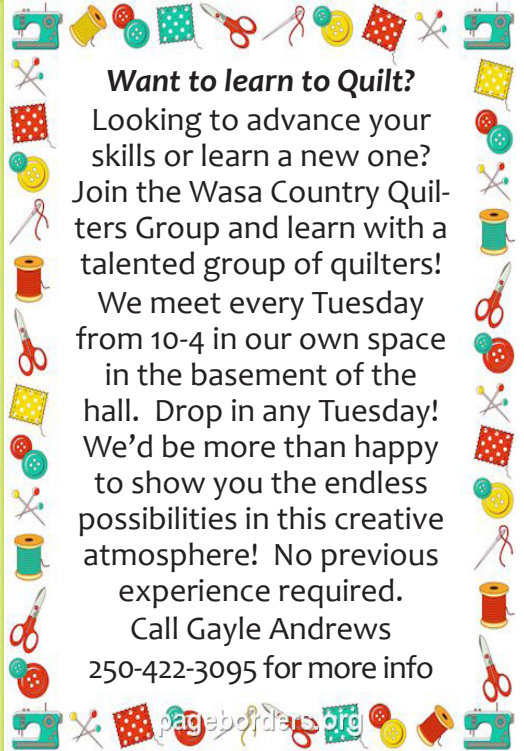 Want to learn to Quilt?
Looking to advance your
skills or learn a new one?
Join the Wasa Country Quil-
ters Group and learn with a
talented group of quilters!
We meet every Tuesday
from 10-4 in our own space
in the basement of the
hall.  Drop in any Tuesday!
We’d be more than happy
to show you the endless
possibilities in this creative
atmosphere!  No previous
experience required.
Call Gayle Andrews
250-422-3095 for more info
pageborders.org